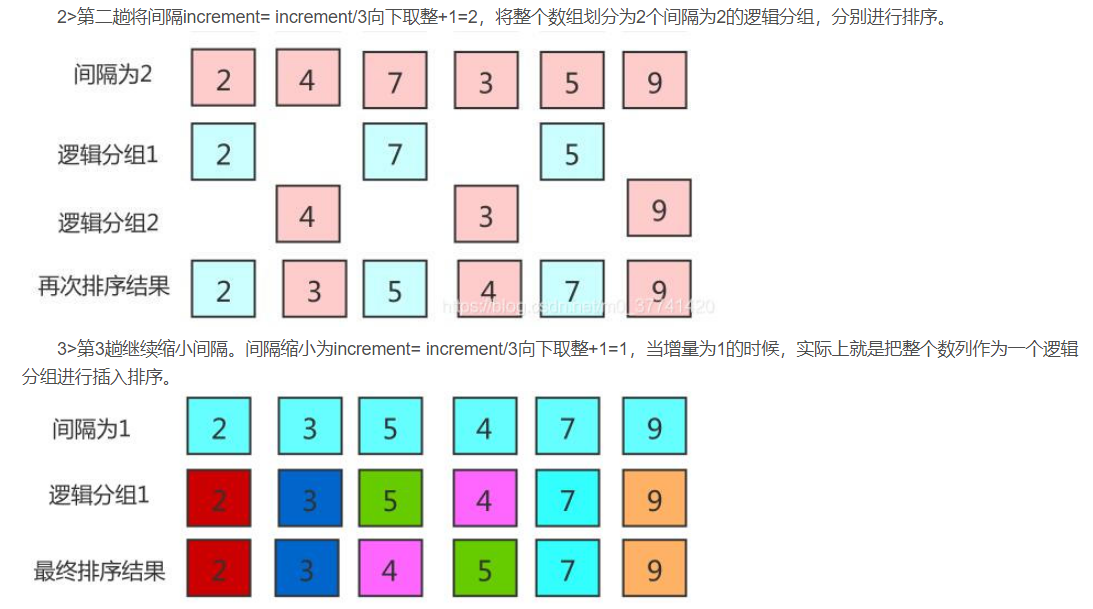 2>第二趟将间隔increment= increment/3向下取整+1=2，将整个数组划分为2个间隔为2的逻辑分组，分别进行排序。
间隔为2 2 4 7 3 5 9
逻辑分组1 2 7 5
逻辑分组2 4 3 9
再次排序结果 2 3 5 4 7 9
https://blog.csdn.net/m0_37741420
3>第3趟继续缩小间隔。间隔缩小为increment= increment/3向下取整+1=1，当增量为1的时候，实际上就是把整个数列作为一个逻辑
分组进行插入排序。
间隔为1 2 3 5 4 7 9
逻辑分组1 2 3 5 4 7 9
最终排序结果 2 3 4 5 7 9